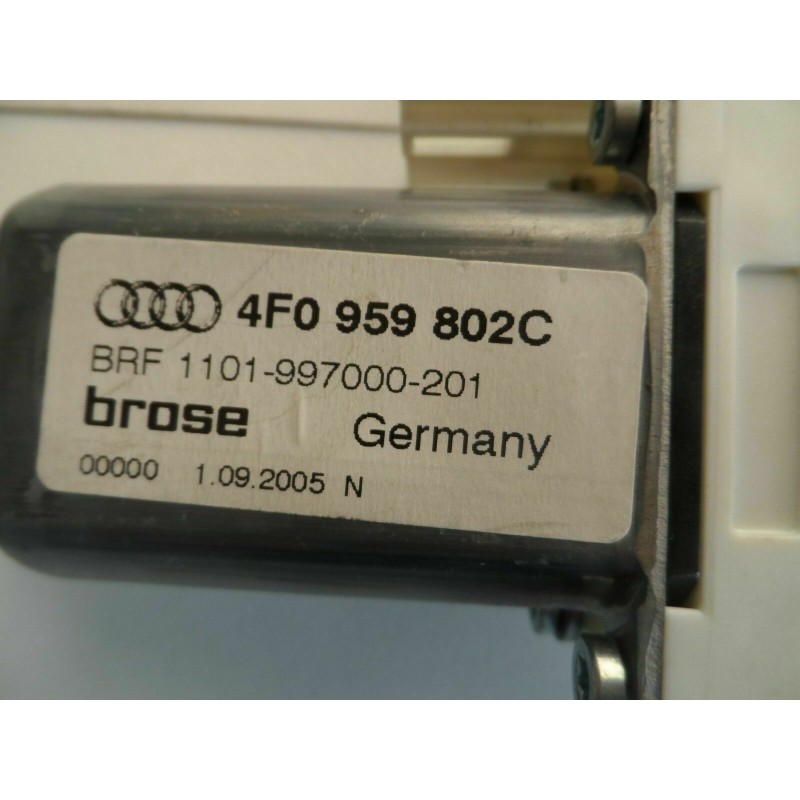 4F0 959 802C
BRF 1101-997000-201
brose Germany
00000 1.09.2005 N